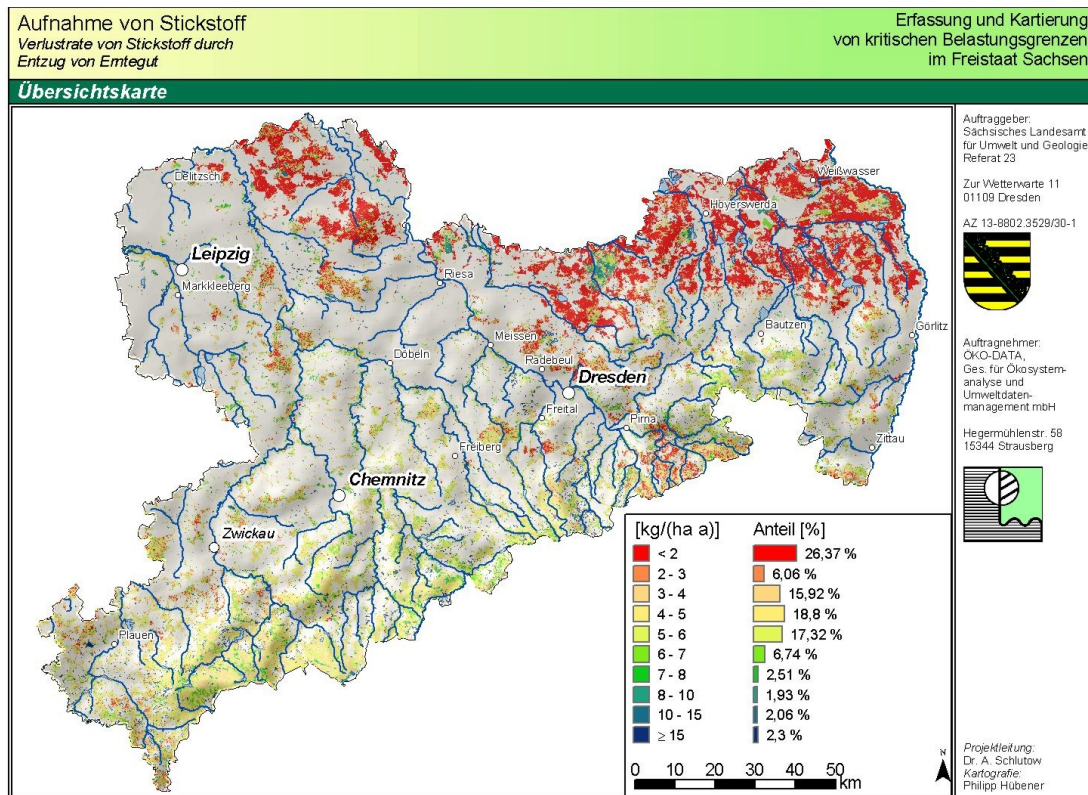 Aufnahme von Stickstoff
Verlustrate von Stickstoff durch
Entzug von Erntegut
Erfassung und Kartierung
von kritischen Belastungsgrenzen
im Freistaat Sachsen
Übersichtskarte
Delitzsch
Weißwasser
Hoyerswerda
Leipzig
Markkleeberg
Riesa
Görlitz
Bautzen
Meissen
Döbeln
Radebeul
Dresden
Freital
Pirna
Freiberg
Zittau
Chemnitz
Zwickau
Plauen
[kg/(ha a)] Anteil [%]
< 2 26,37 %
2 - 3 6,06 %
3 - 4 15,92 %
4 - 5 18,8 %
5 - 6 17,32 %
6 - 7 6,74 %
7 - 8 2,51 %
8 - 10 1,93 %
10 - 15 2,06 %
≥ 15 2,3 %
0 10 20 30 40 50
km
N
Auftraggeber:
Sächsisches Landesamt
für Umwelt und Geologie
Referat 23
Zur Wetterwarte 11
01109 Dresden
AZ 13-8802.3529/30-1
Auftragnehmer:
ÖKO-DATA,
Ges. für Ökosystem-
analyse und
Umweltdaten-
management mbH
Hegermühlenstr. 58
15344 Strausberg
Projektleitung:
Dr. A. Schlutow
Kartografie:
Philipp Hübener